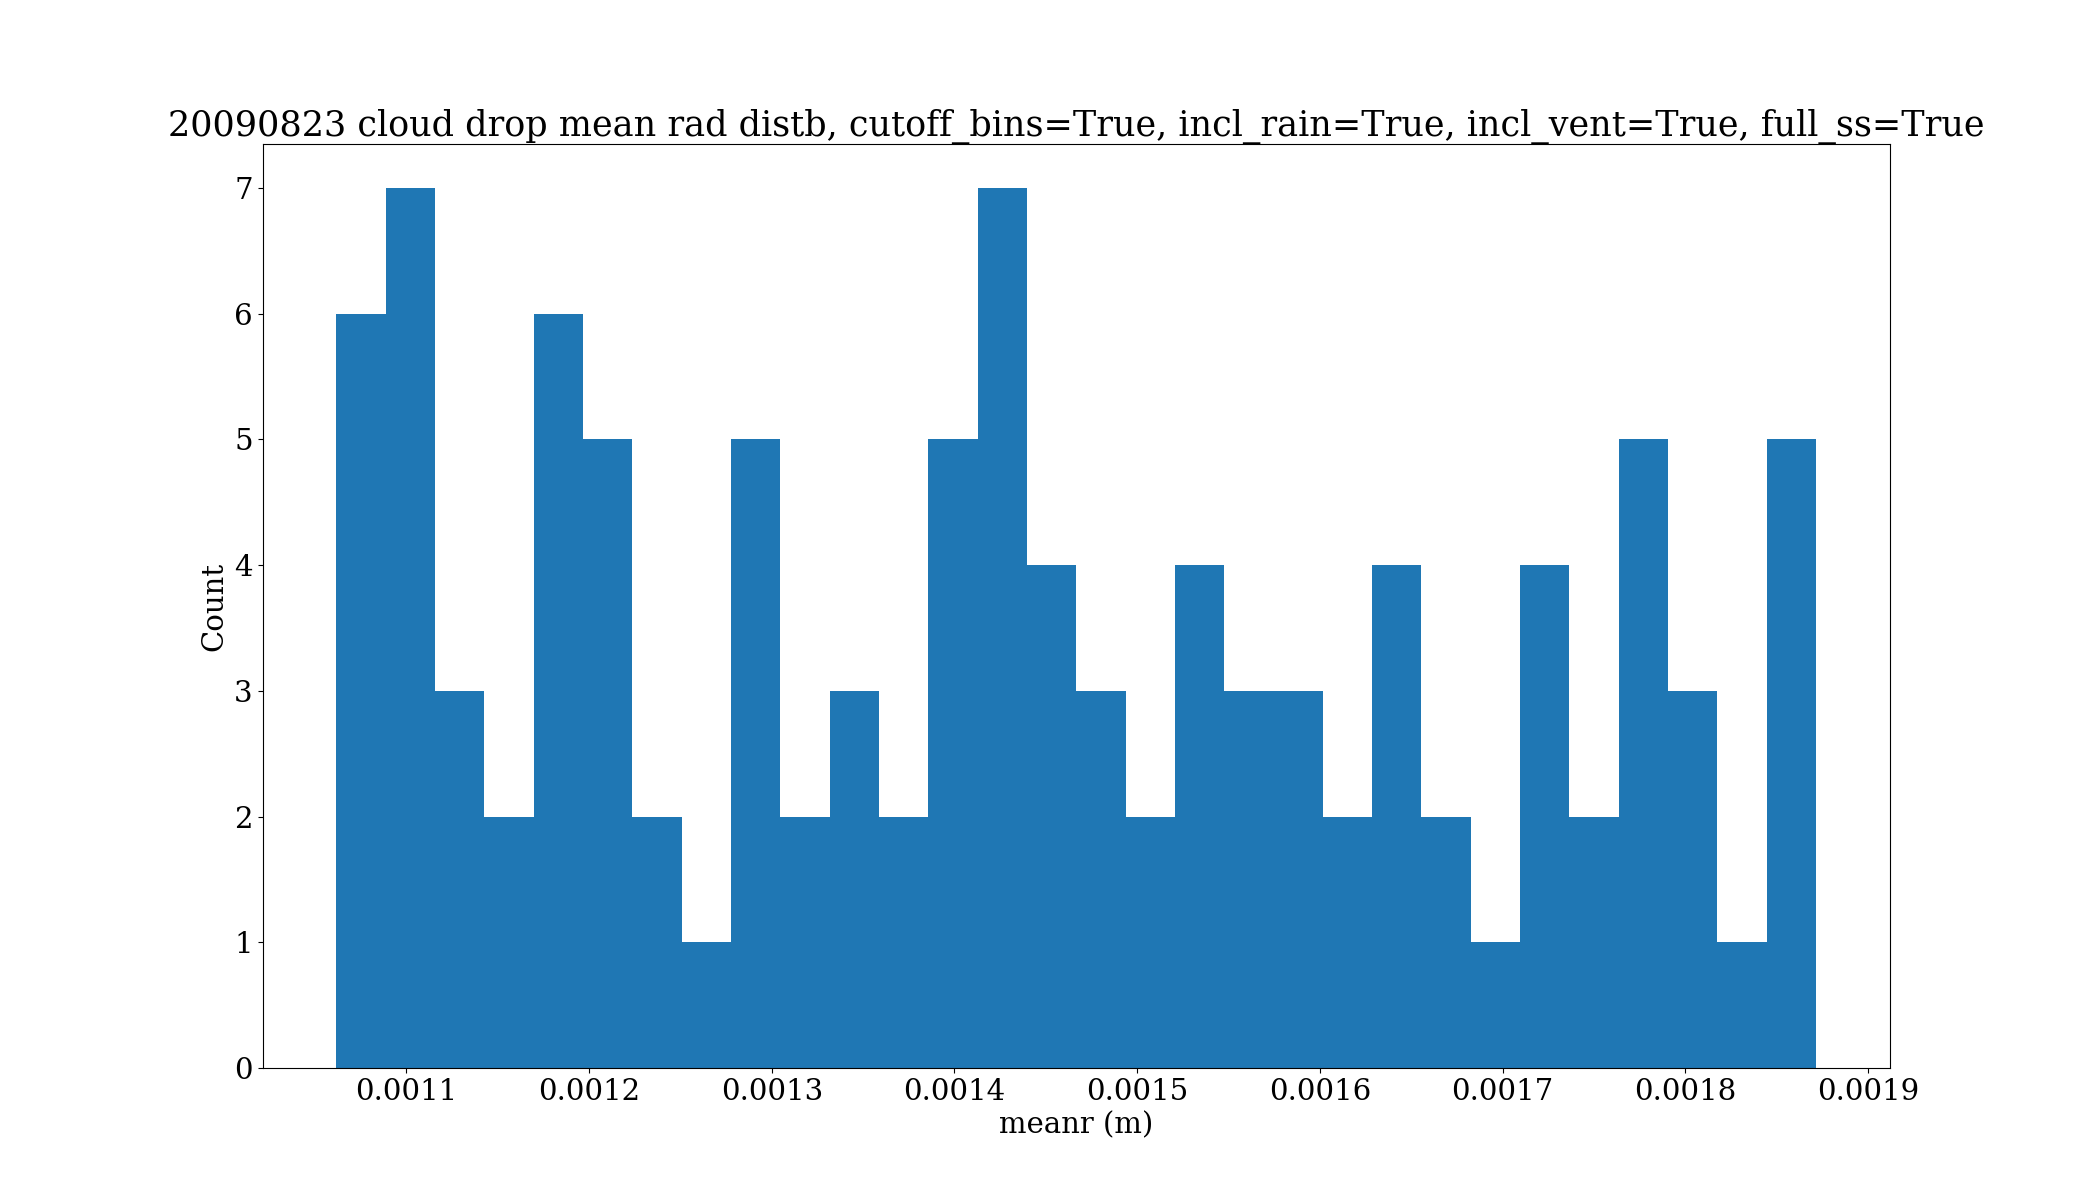 20090823 cloud drop mean rad distb, cutoff_bins=True, incl_rain=True, incl_vent=True, full_ss=True
7
6
5
4
3
2
1
0
Count
0.0011 0.0012 0.0013 0.0014 0.0015 0.0016 0.0017 0.0018 0.0019
meanr (m)